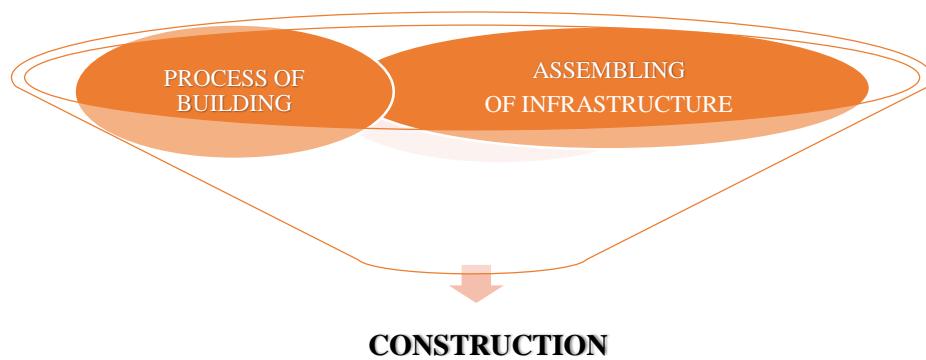 PROCESS OF
BUILDING
ASSEMBLING
OF INFRASTRUCTURE
CONSTRUCTION